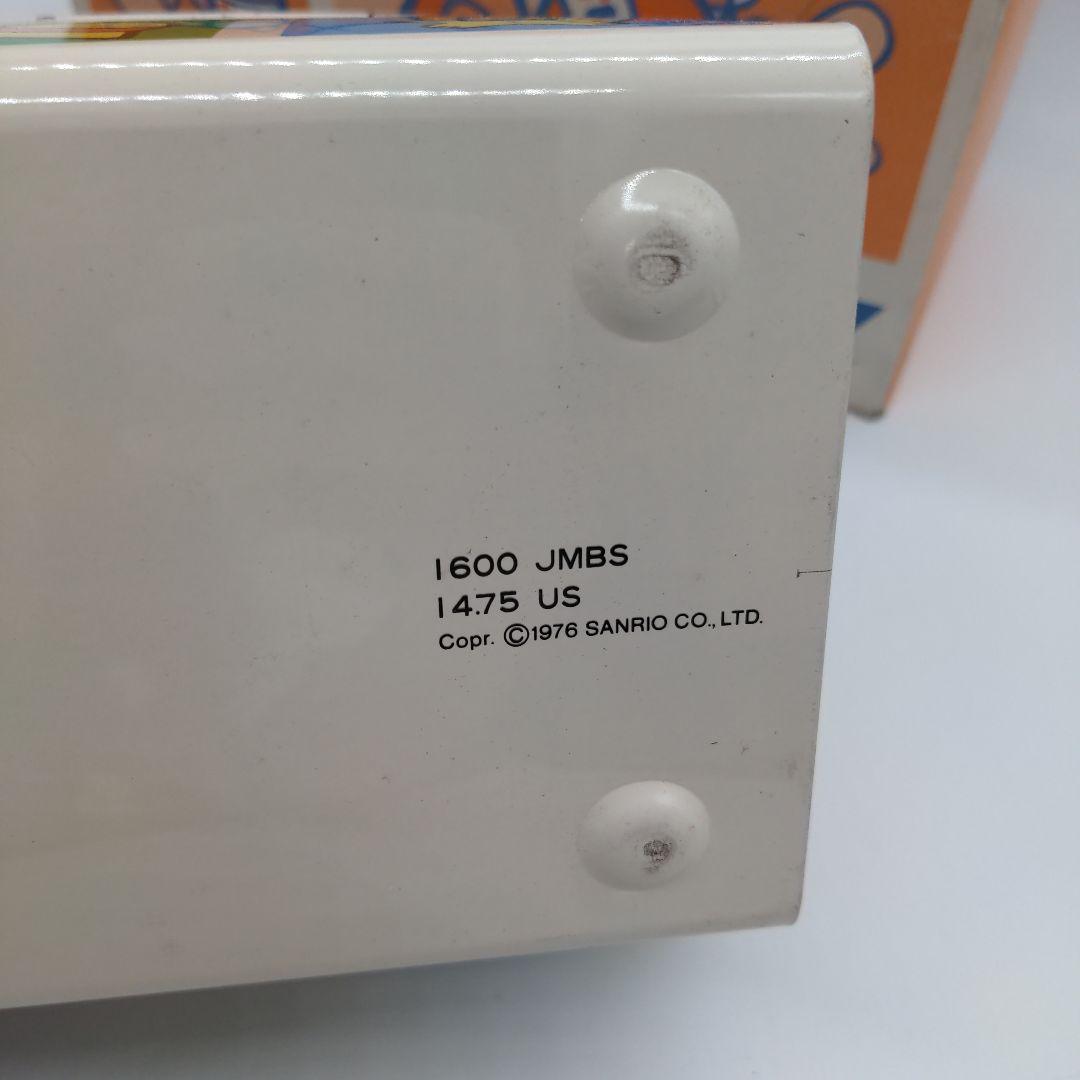 1600 JMBS
14.75 US
Copr. ©1976 SANRIO CO., LTD.